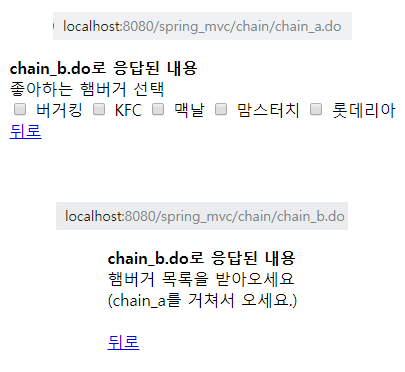 localhost:8080/spring_mvc/chain/chain_a.do
chain_b.do로 응답된 내용
좋아하는 햄버거 선택
버거킹 KFC 맥날 맘스터치 롯데리아
뒤로
localhost:8080/spring_mvc/chain/chain_b.do
chain_b.do로 응답된 내용
햄버거 목록을 받아오세요
(chain_a를 거쳐서 오세요.)
뒤로